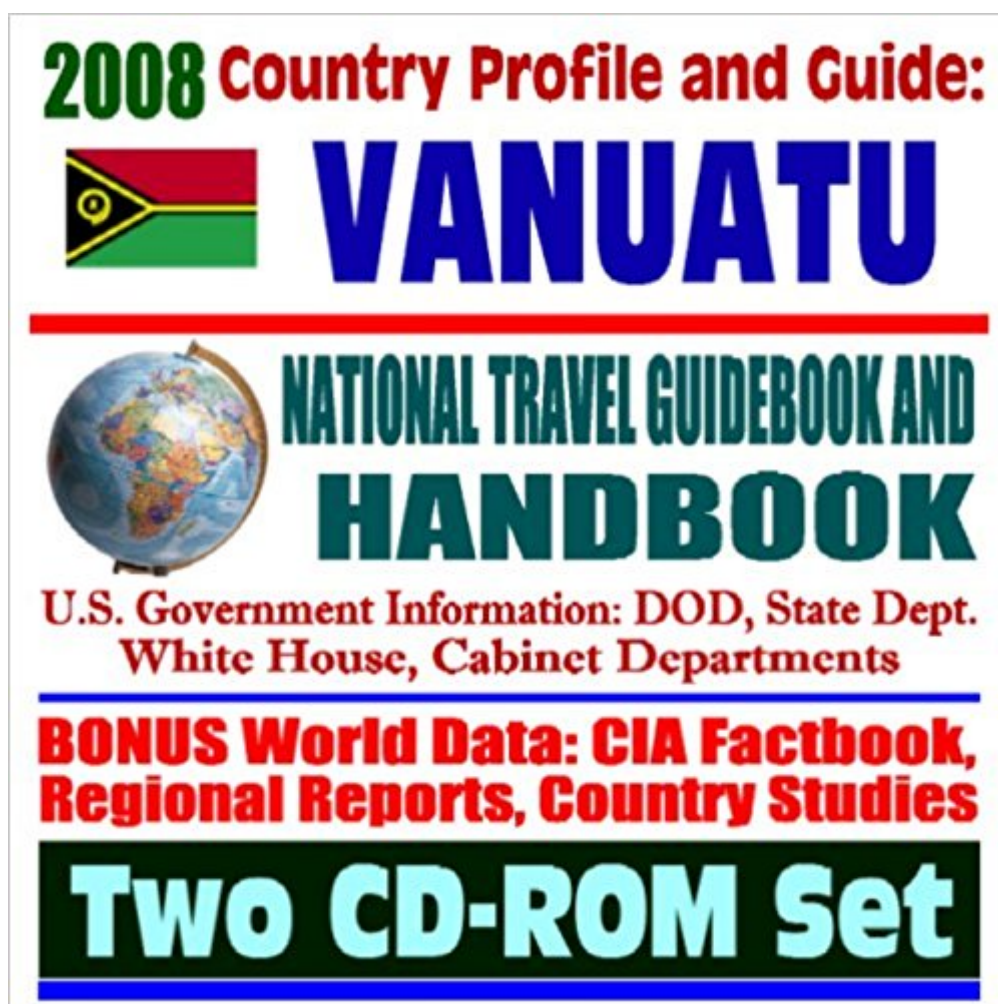 2008 Country Profile and Guide:
VANUATU
NATIONAL TRAVEL GUIDEBOOK AND
HANDBOOK
U.S. Government Information: DOD, State Dept.
White House, Cabinet Departments
BONUS World Data: CIA Factbook,
Regional Reports, Country Studies
Two CD-ROM Set